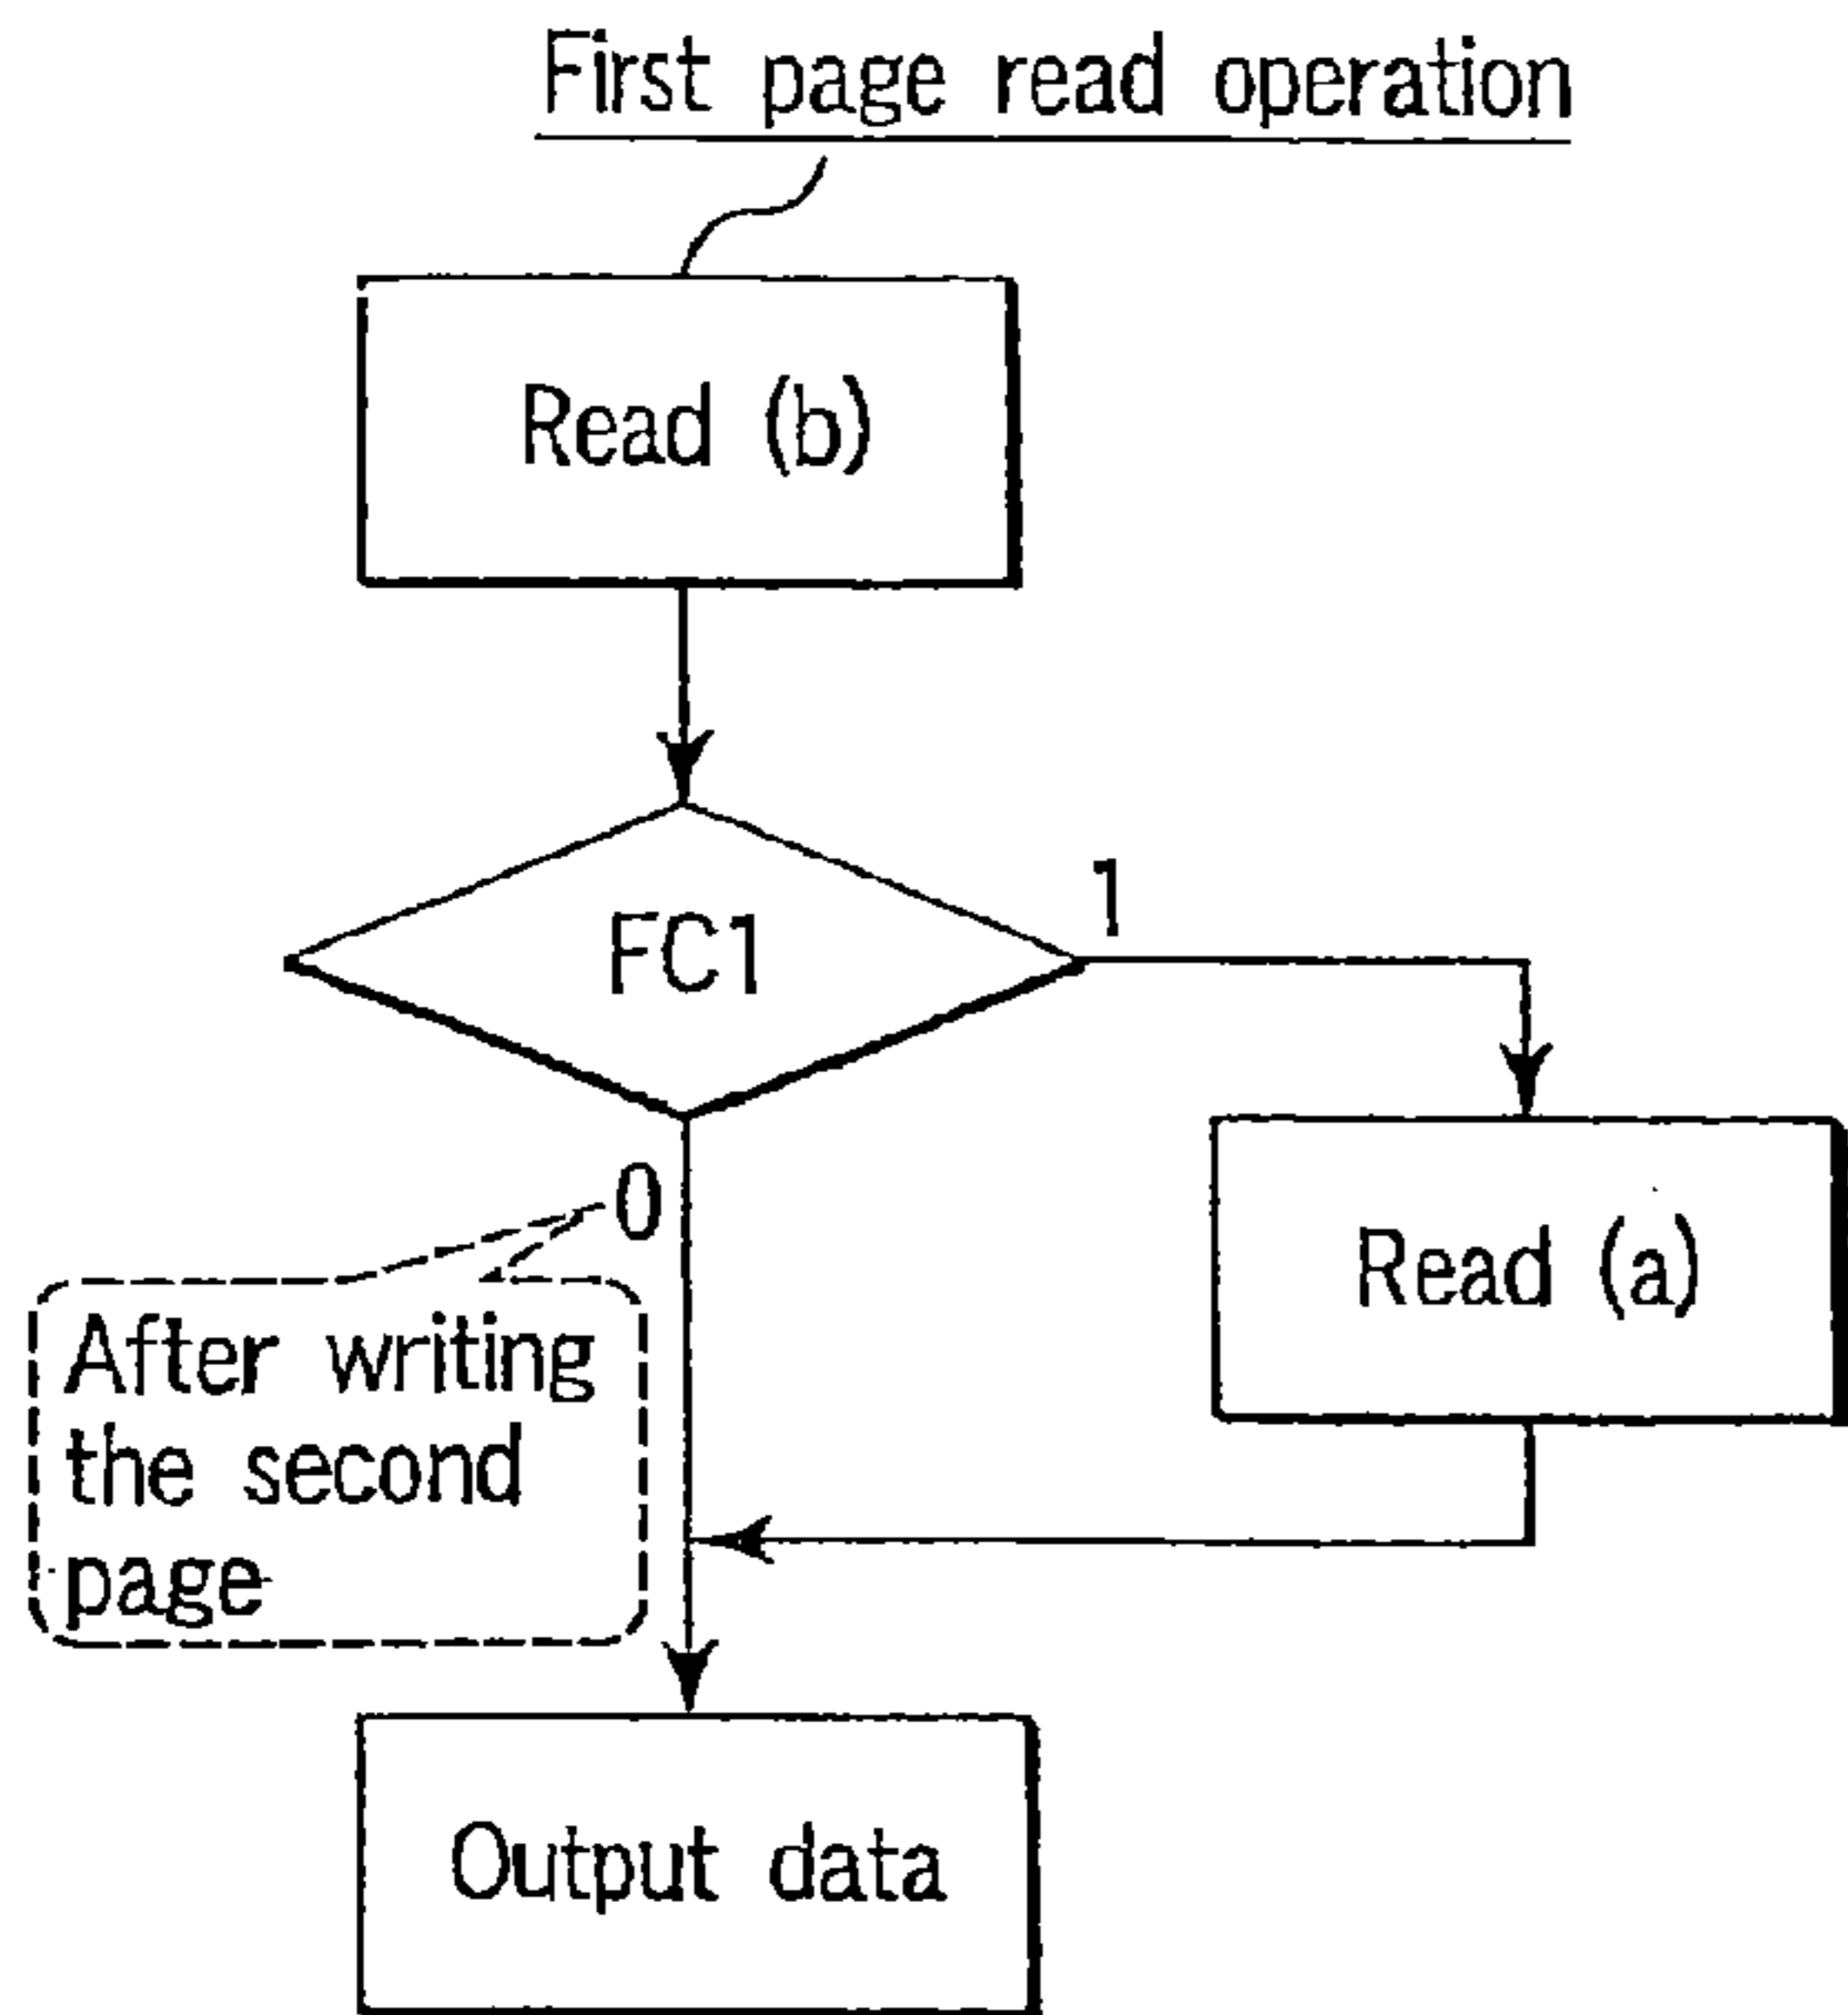 First page read operation
Read (b)
FC1
1
0
Read (a)
After writing
the second
page
Output data